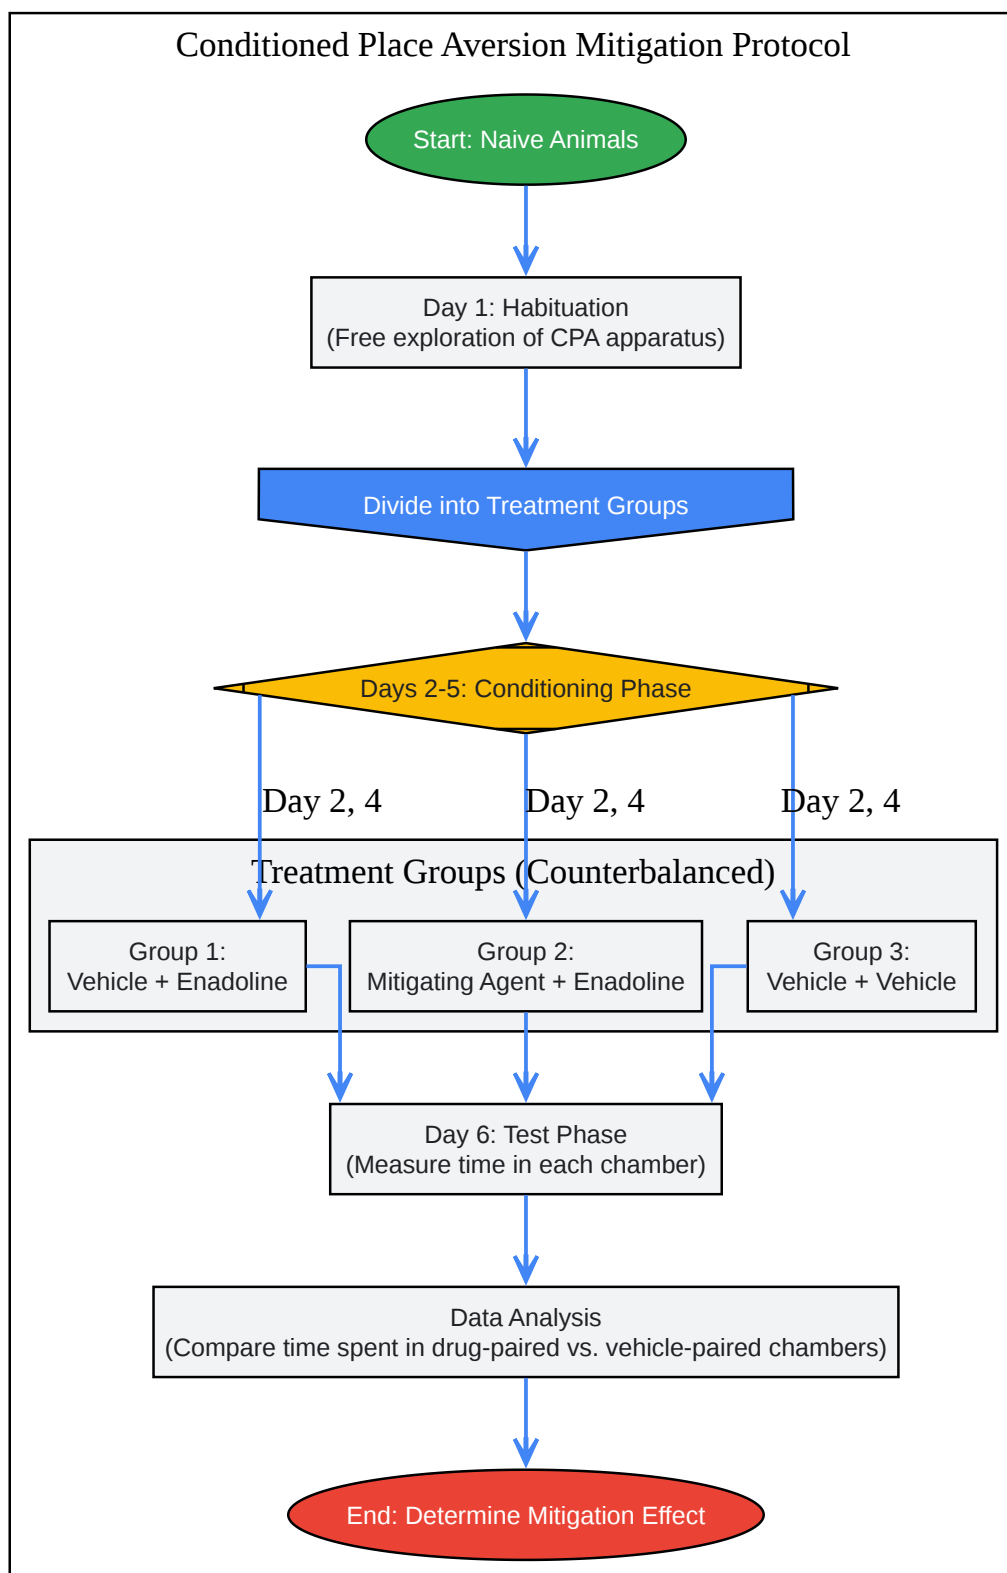 Conditioned Place Aversion Mitigation Protocol
Start: Naive Animals
Day 1: Habituation
(Free exploration of CPA apparatus)
Divide into Treatment Groups
Days 2-5: Conditioning Phase
Day 2, 4
Day 2, 4
Day 2, 4
Treatment Groups (Counterbalanced)
Group 1:
Vehicle + Enadoline
Group 2:
Mitigating Agent + Enadoline
Group 3:
Vehicle + Vehicle
Day 6: Test Phase
(Measure time in each chamber)
Data Analysis
(Compare time spent in drug-paired vs. vehicle-paired chambers)
End: Determine Mitigation Effect